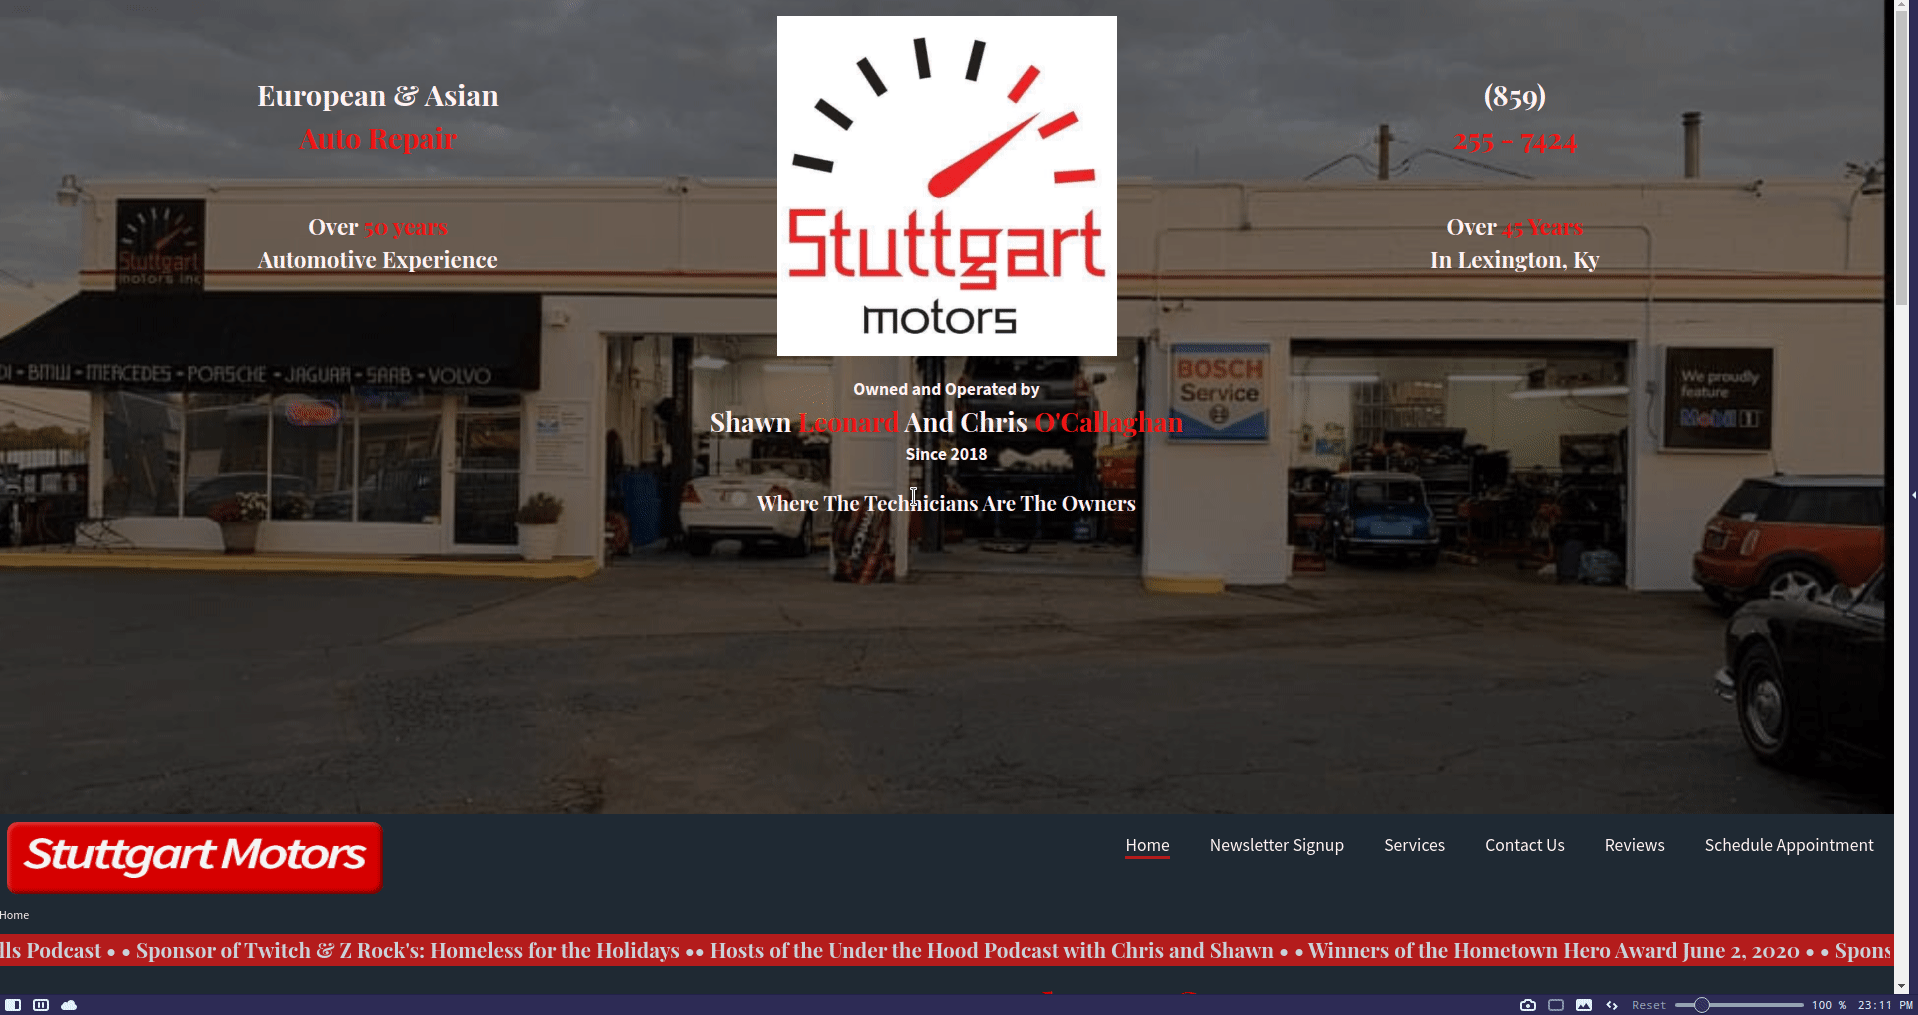 European & Asian
Auto Repair
Over 50 years
Automotive Experience
Stuttgart
motors
(859)
255 - 7424
Over 45 Years
In Lexington, Ky
Stuttgart
motors inc
DI - BMW - MERCEDES - PORSCHE - JAGUAR - SAAB - VOLVO
BOSCH
Service
We proudly
feature
Mobil 1
Owned and Operated by
Shawn Leonard And Chris O'Callaghan
Since 2018
Where The Technicians Are The Owners
Stuttgart Motors
Home Newsletter Signup Services Contact Us Reviews Schedule Appointment
Home
lls Podcast • • Sponsor of Twitch & Z Rock's: Homeless for the Holidays •• Hosts of the Under the Hood Podcast with Chris and Shawn • • Winners of the Hometown Hero Award June 2, 2020 • • Spons
Reset 100 % 23:11 PM